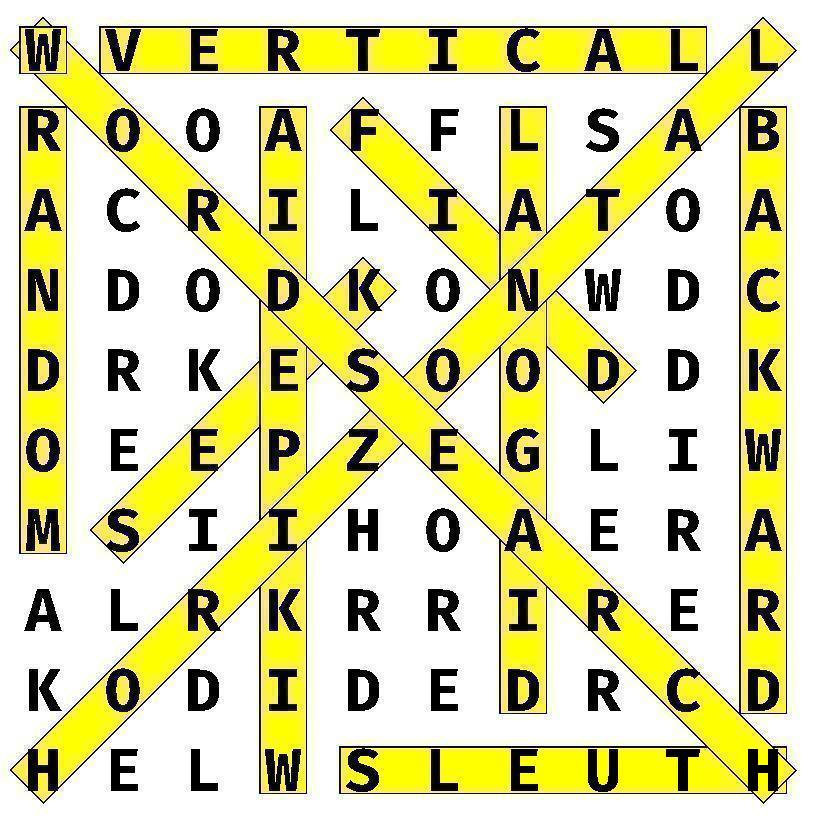 W V E R T I C A L L
R O O A F F L S A B
A C R I L I A T O A
N D O D K O N W D C
D R K E S O O D D K
O E E P Z E G L I W
M S I I H O A E R A
A L R K R R I R E R
K O D I D E D R C D
H E L W S L E U T H